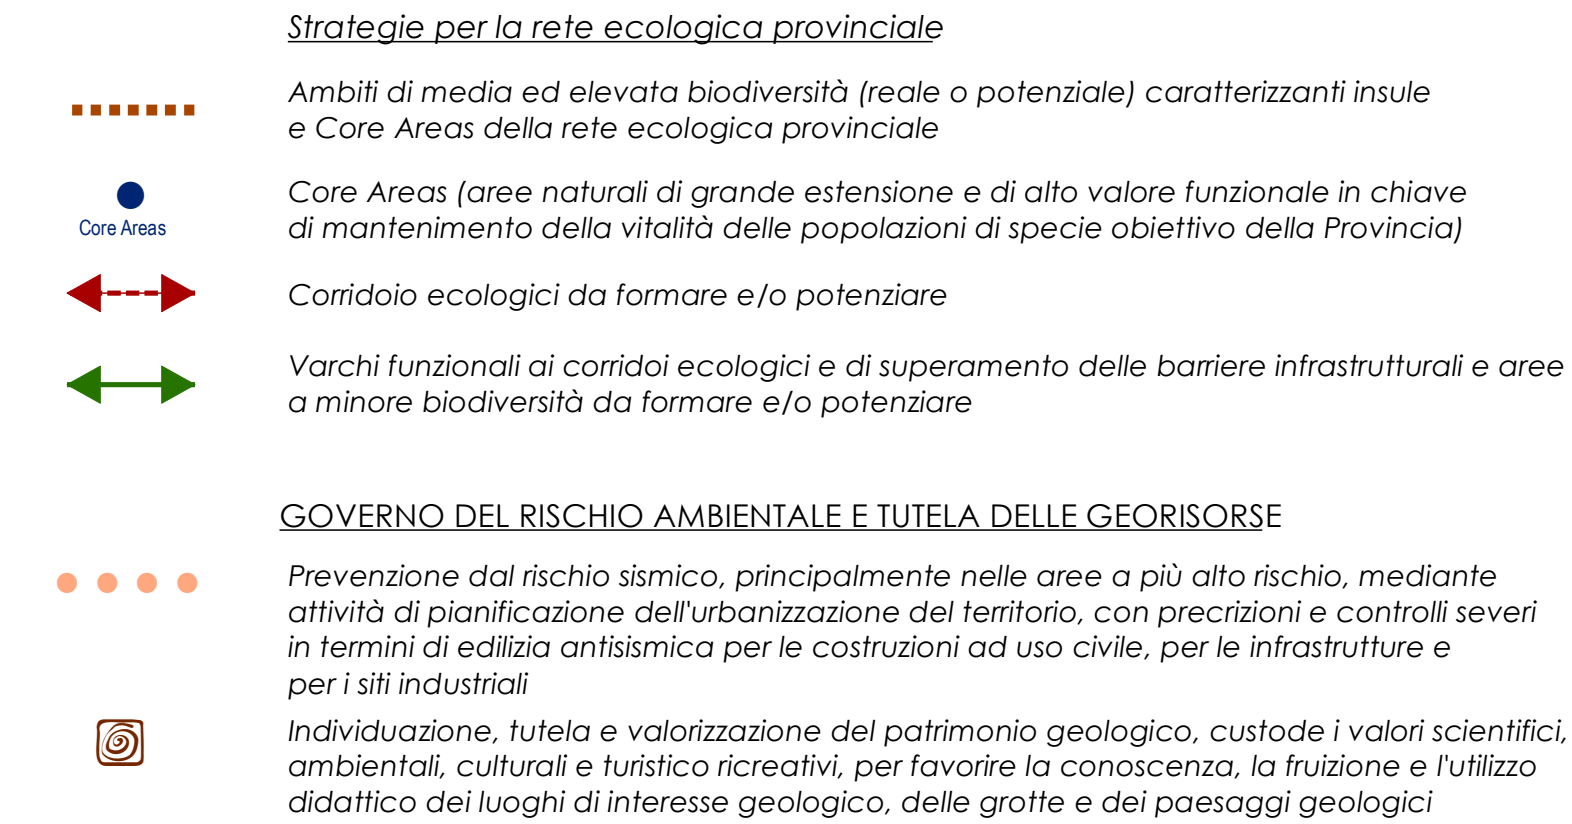 Strategie per la rete ecologica provinciale
Ambiti di media ed elevata biodiversità (reale o potenziale) caratterizzanti insule
e Core Areas della rete ecologica provinciale
Core Areas
Core Areas (aree naturali di grande estensione e di alto valore funzionale in chiave
di mantenimento della vitalità delle popolazioni di specie obiettivo della Provincia)
Corridoio ecologici da formare e/o potenziare
Varchi funzionali ai corridoi ecologici e di superamento delle barriere infrastrutturali e aree
a minore biodiversità da formare e/o potenziare
GOVERNO DEL RISCHIO AMBIENTALE E TUTELA DELLE GEORISORSE
Prevenzione dal rischio sismico, principalmente nelle aree a più alto rischio, mediante
attività di pianificazione dell'urbanizzazione del territorio, con precrizioni e controlli severi
in termini di edilizia antisismica per le costruzioni ad uso civile, per le infrastrutture e
per i siti industriali
Individuazione, tutela e valorizzazione del patrimonio geologico, custode i valori scientifici,
ambientali, culturali e turistico ricreativi, per favorire la conoscenza, la fruizione e l'utilizzo
didattico dei luoghi di interesse geologico, delle grotte e dei paesaggi geologici